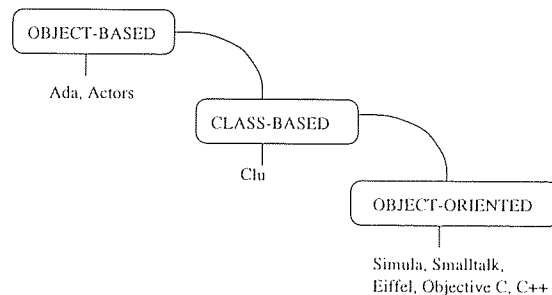 OBJECT-BASED
Ada, Actors
CLASS-BASED
Clu
OBJECT-ORIENTED
Simula, Smalltalk,
Eiffel, Objective C, C++